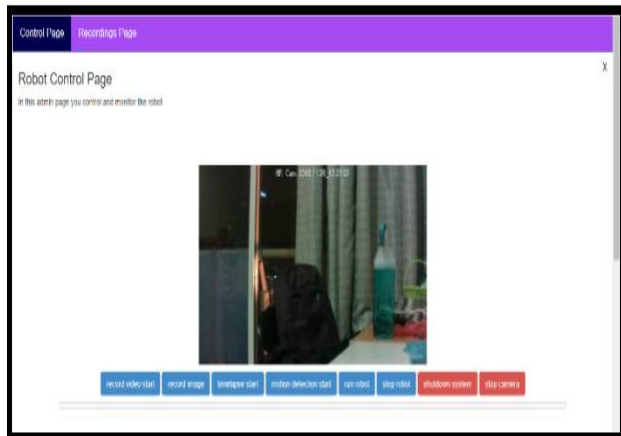 Control Page Recordings Page
X
Robot Control Page
In this admin page you control and monitor the robot
record video start record image timelapse start motion detection start run robot stop robot shutdown system stop camera